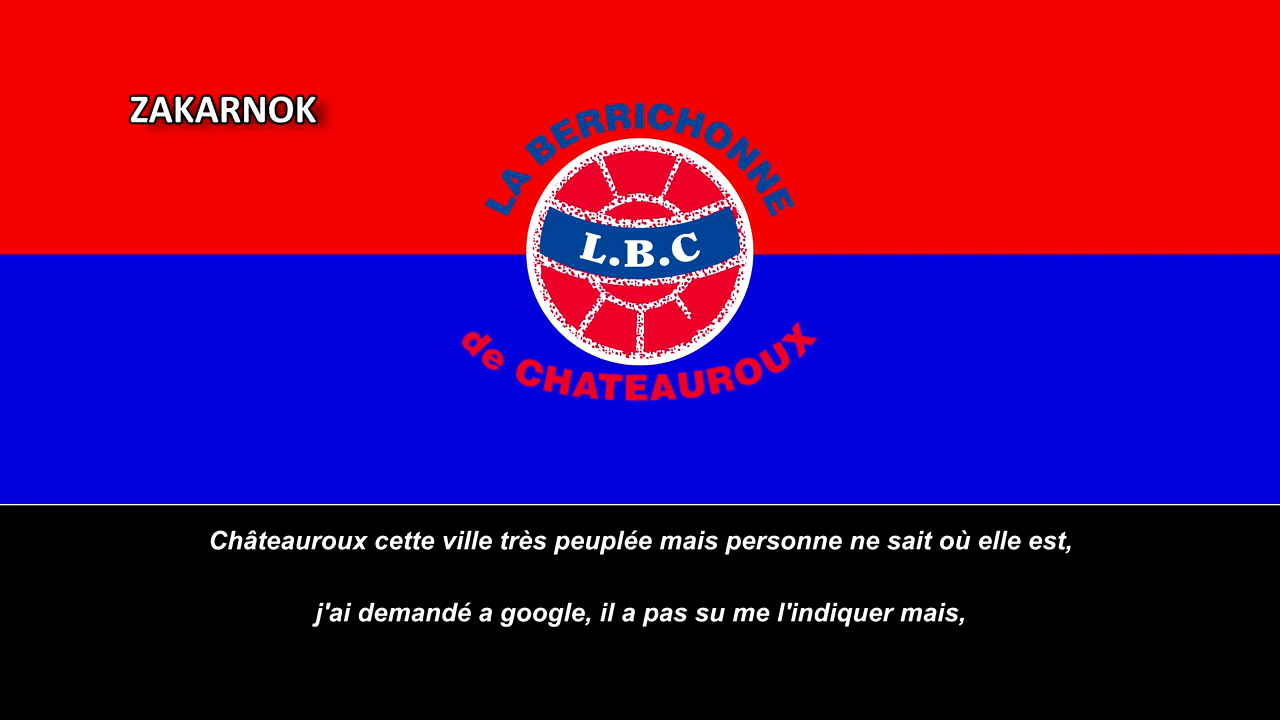 ZAKARNOK
LA BERRICHONNE
L.B.C
de CHATEAUROUX
Châteauroux cette ville très peuplée mais personne ne sait où elle est,
j'ai demandé a google, il a pas su me l'indiquer mais,